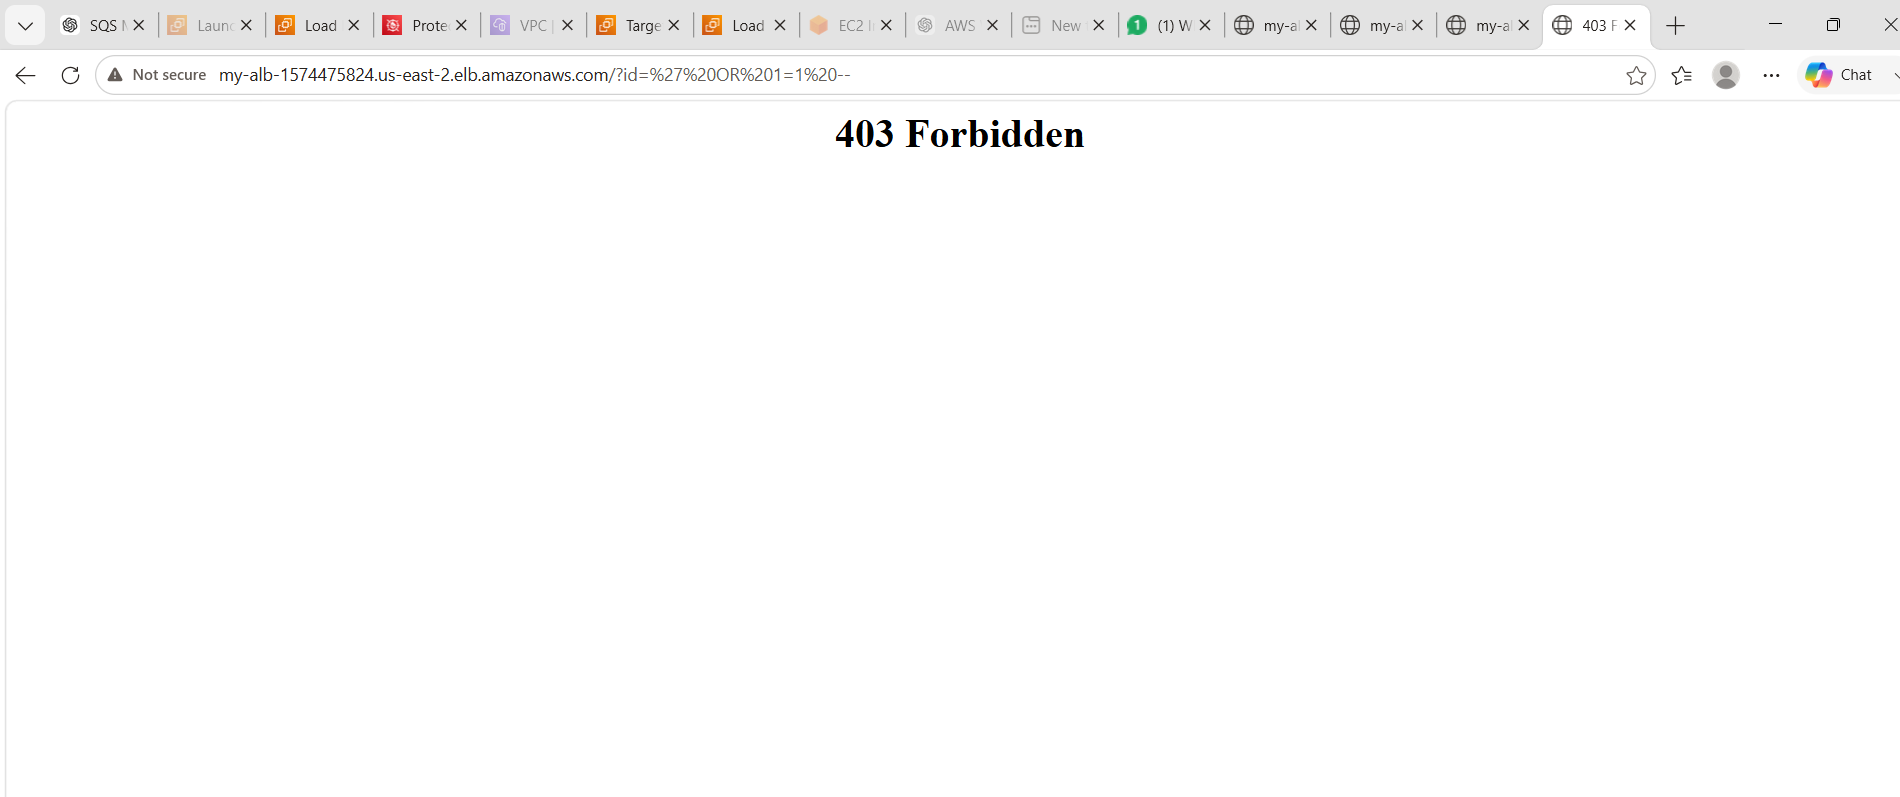 SQS
Launc
Load
Prote
VPC |
Targe
Load
EC2 I
AWS
New
1
(1) W
my-al
my-al
my-al
403 F
Not secure
my-alb-1574475824.us-east-2.elb.amazonaws.com/?id=%27%20OR%201=1%20--
Chat
403 Forbidden